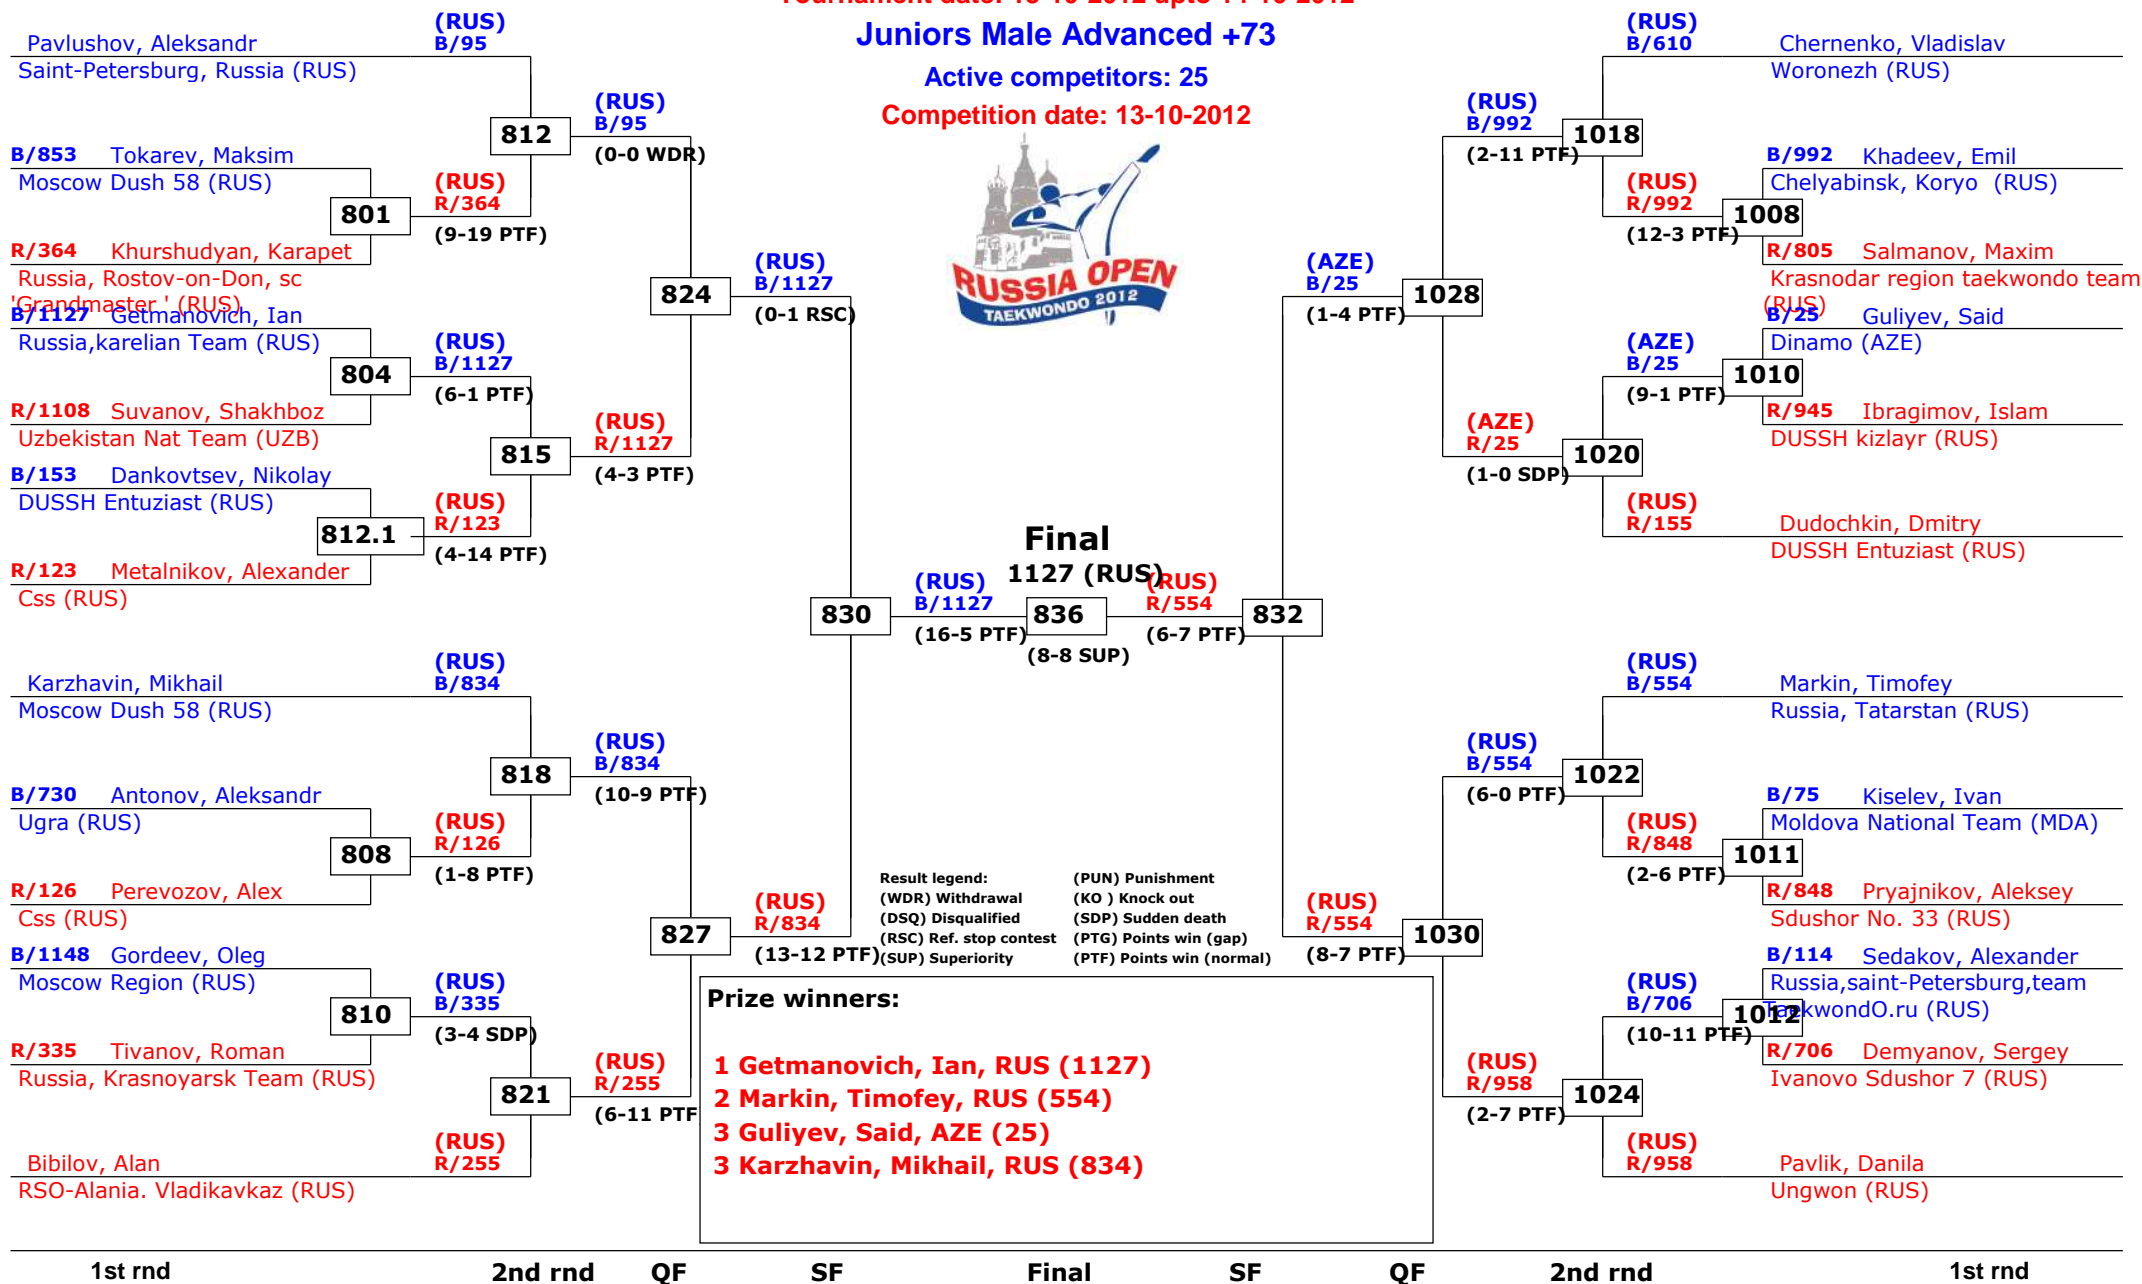 Tournament date: 13-10-2012 upto 14-10-2012
Juniors Male Advanced +73
Active competitors: 25
Competition date: 13-10-2012
RUSSIA OPEN
TAEKWONDO 2012
Pavlushov, Aleksandr
Saint-Petersburg, Russia (RUS)
(RUS)
B/95
B/853 Tokarev, Maksim
Moscow Dush 58 (RUS)
801
R/364 Khurshudyan, Karapet
Russia, Rostov-on-Don, sc
'Grandmaster ' (RUS)
(RUS)
R/364
(9-19 PTF)
812
(RUS)
B/95
(0-0 WDR)
B/1127 Getmanovich, Ian
Russia,karelian Team (RUS)
804
R/1108 Suvanov, Shakhboz
Uzbekistan Nat Team (UZB)
(RUS)
B/1127
(6-1 PTF)
B/153 Dankovtsev, Nikolay
DUSSH Entuziast (RUS)
812.1
R/123 Metalnikov, Alexander
Css (RUS)
(RUS)
R/123
(4-14 PTF)
815
(RUS)
R/1127
(4-3 PTF)
824
(RUS)
B/1127
(0-1 RSC)
Karzhavin, Mikhail
Moscow Dush 58 (RUS)
(RUS)
B/834
B/730 Antonov, Aleksandr
Ugra (RUS)
808
R/126 Perevozov, Alex
Css (RUS)
(RUS)
R/126
(1-8 PTF)
818
(RUS)
B/834
(10-9 PTF)
B/1148 Gordeev, Oleg
Moscow Region (RUS)
810
R/335 Tivanov, Roman
Russia, Krasnoyarsk Team (RUS)
(RUS)
B/335
(3-4 SDP)
821
Bibilov, Alan
RSO-Alania. Vladikavkaz (RUS)
(RUS)
R/255
(RUS)
R/255
(6-11 PTF
827
(RUS)
R/834
(13-12 PTF)
830
(RUS)
B/1127
(16-5 PTF)
Final
1127 (RUS)
836
(8-8 SUP)
(RUS)
R/554
(6-7 PTF)
832
(AZE)
B/25
(1-4 PTF)
1028
(RUS)
B/992
(2-11 PTF)
1018
(RUS)
B/610
Chernenko, Vladislav
Woronezh (RUS)
(RUS)
R/992
(12-3 PTF)
1008
B/992 Khadeev, Emil
Chelyabinsk, Koryo (RUS)
R/805 Salmanov, Maxim
Krasnodar region taekwondo team
(RUS)
(AZE)
R/25
(1-0 SDP)
1020
(AZE)
B/25
(9-1 PTF)
1010
B/25 Guliyev, Said
Dinamo (AZE)
R/945 Ibragimov, Islam
DUSSH kizlayr (RUS)
(RUS)
R/155
Dudochkin, Dmitry
DUSSH Entuziast (RUS)
(RUS)
R/554
(8-7 PTF)
1030
(RUS)
B/554
(6-0 PTF)
1022
(RUS)
B/554
Markin, Timofey
Russia, Tatarstan (RUS)
(RUS)
R/848
(2-6 PTF)
1011
B/75 Kiselev, Ivan
Moldova National Team (MDA)
R/848 Pryajnikov, Aleksey
Sdushor No. 33 (RUS)
(RUS)
R/958
(2-7 PTF)
1024
(RUS)
B/706
(10-11 PTF)
1012
B/114 Sedakov, Alexander
Russia,saint-Petersburg,team
TaekwondO.ru (RUS)
R/706 Demyanov, Sergey
Ivanovo Sdushor 7 (RUS)
(RUS)
R/958
Pavlik, Danila
Ungwon (RUS)
Result legend:
(WDR) Withdrawal
(DSQ) Disqualified
(RSC) Ref. stop contest
(SUP) Superiority
(PUN) Punishment
(KO ) Knock out
(SDP) Sudden death
(PTG) Points win (gap)
(PTF) Points win (normal)
Prize winners:
1 Getmanovich, Ian, RUS (1127)
2 Markin, Timofey, RUS (554)
3 Guliyev, Said, AZE (25)
3 Karzhavin, Mikhail, RUS (834)
1st rnd 2nd rnd QF SF Final SF QF 2nd rnd 1st rnd